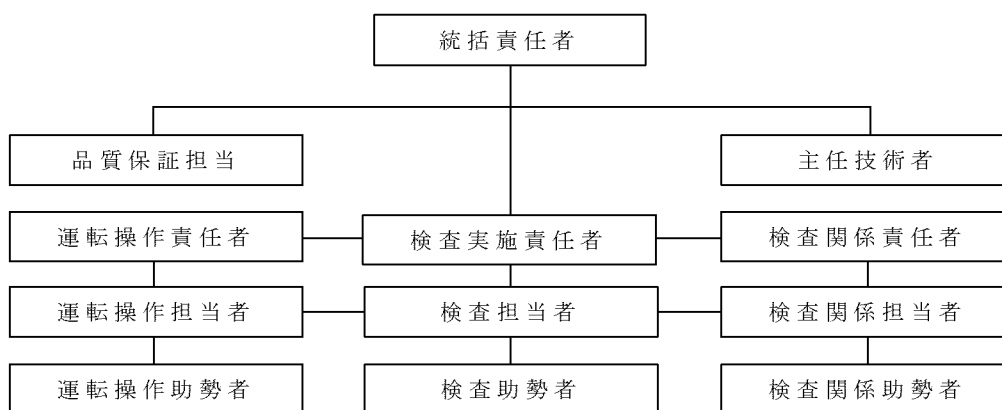 統括責任者
品質保証担当
主任技術者
運転操作責任者
検査実施責任者
検査関係責任者
運転操作担当者
検査担当者
検査関係担当者
運転操作助勢者
検査助勢者
検査関係助勢者